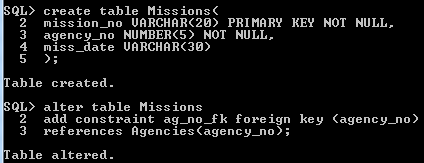 SQL> create table Missions(
2 mission_no VARCHAR(20) PRIMARY KEY NOT NULL,
3 agency_no NUMBER(5) NOT NULL,
4 miss_date VARCHAR(30)
5 );
Table created.
SQL> alter table Missions
2 add constraint ag_no_fk foreign key (agency_no)
3 references Agencies(agency_no);
Table altered.